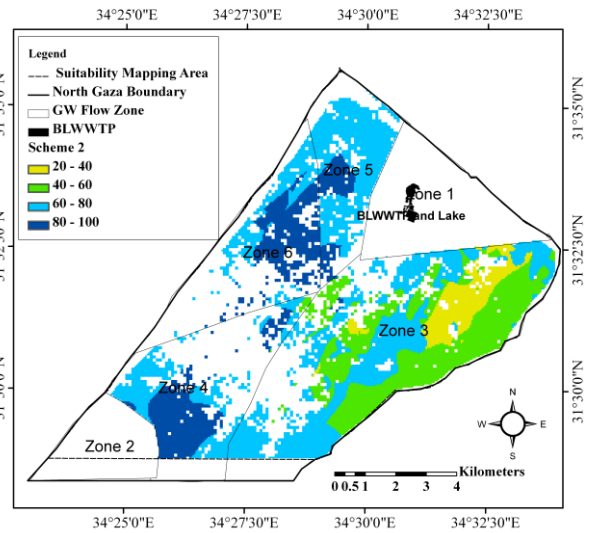 34°25'0"E 34°27'30"E 34°30'0"E 34°32'30"E
Legend
Suitability Mapping Area
North Gaza Boundary
GW Flow Zone
BLWWTP
Scheme 2
20 - 40
40 - 60
60 - 80
80 - 100
31°35'0"N
Zone 5
Zone 1
BLWWTP and Lake
Zone 6
31°32'30"N
Zone 3
Zone 4
31°30'0"N
Zone 2
N
W E
S
Kilometers
0 0.5 1 2 3 4
34°25'0"E 34°27'30"E 34°30'0"E 34°32'30"E